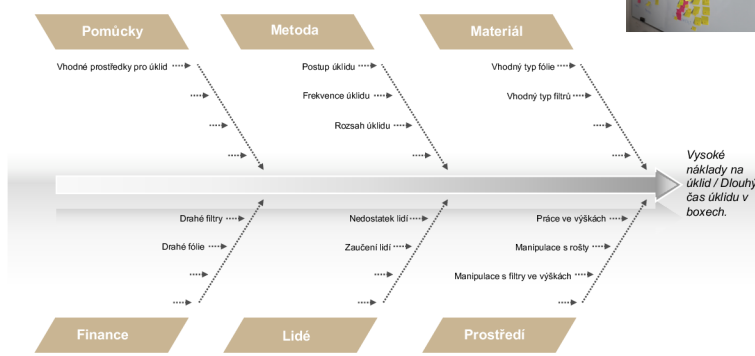 Pomůcky
Metoda
Materiál
Vhodné prostředky pro úklid
Postup úklidu
Frekvence úklidu
Rozsah úklidu
Vhodný typ fólie
Vhodný typ filtrů
Vysoké
náklady na
úklid / Dlouhý
čas úklidu v
boxech.
Drahé filtry
Drahé fólie
Nedostatek lidí
Zaučení lidí
Práce ve výškách
Manipulace s rošty
Manipulace s filtry ve výškách
Finance
Lidé
Prostředí